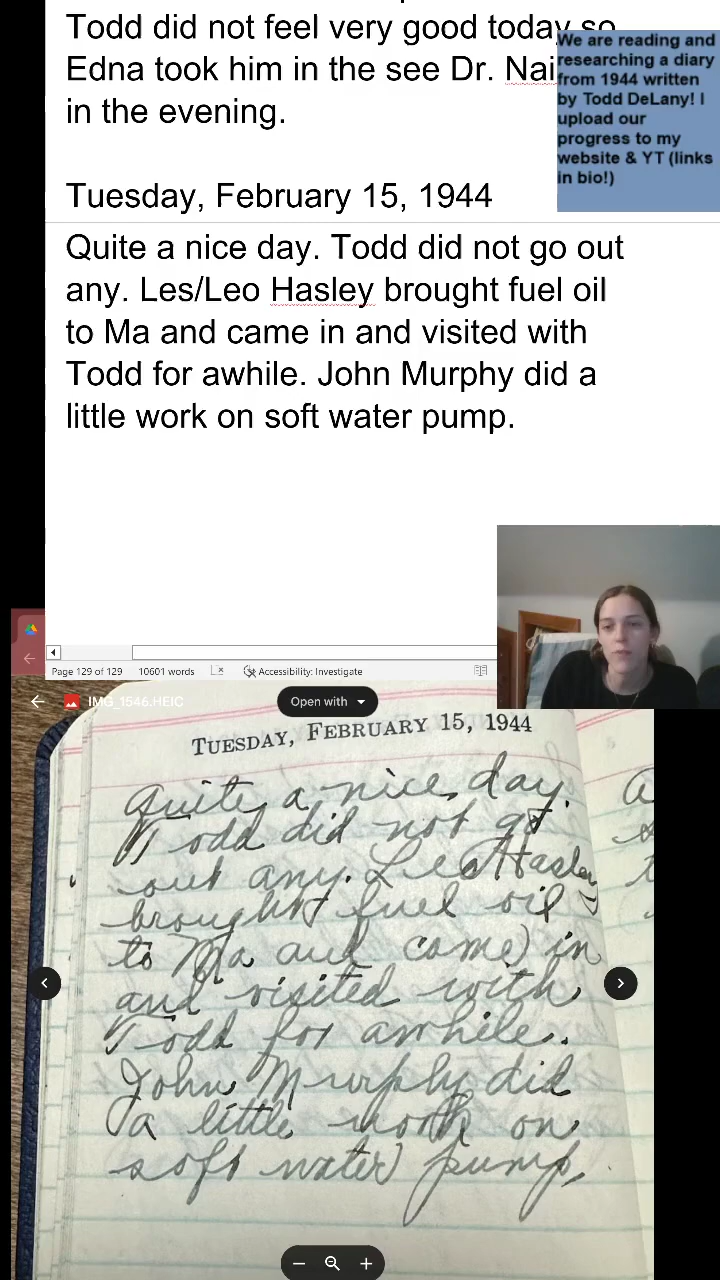 Todd did not feel very good today so
Edna took him in the see Dr. Nai
in the evening.
We are reading and
researching a diary
from 1944 written
by Todd DeLany! I
upload our
progress to my
website & YT (links
in bio!)
Tuesday, February 15, 1944
Quite a nice day. Todd did not go out
any. Les/Leo Hasley brought fuel oil
to Ma and came in and visited with
Todd for awhile. John Murphy did a
little work on soft water pump.
Page 129 of 129 10601 words Accessibility: Investigate
IMG_1546.HEIC
Open with
TUESDAY, FEBRUARY 15, 1944
Quite a nice day.
Todd did not go
out any. Les Hasley
brought fuel oil
to Ma and came in
and visited with
Todd for awhile.
John Murphy did
a little work on
soft water pump.